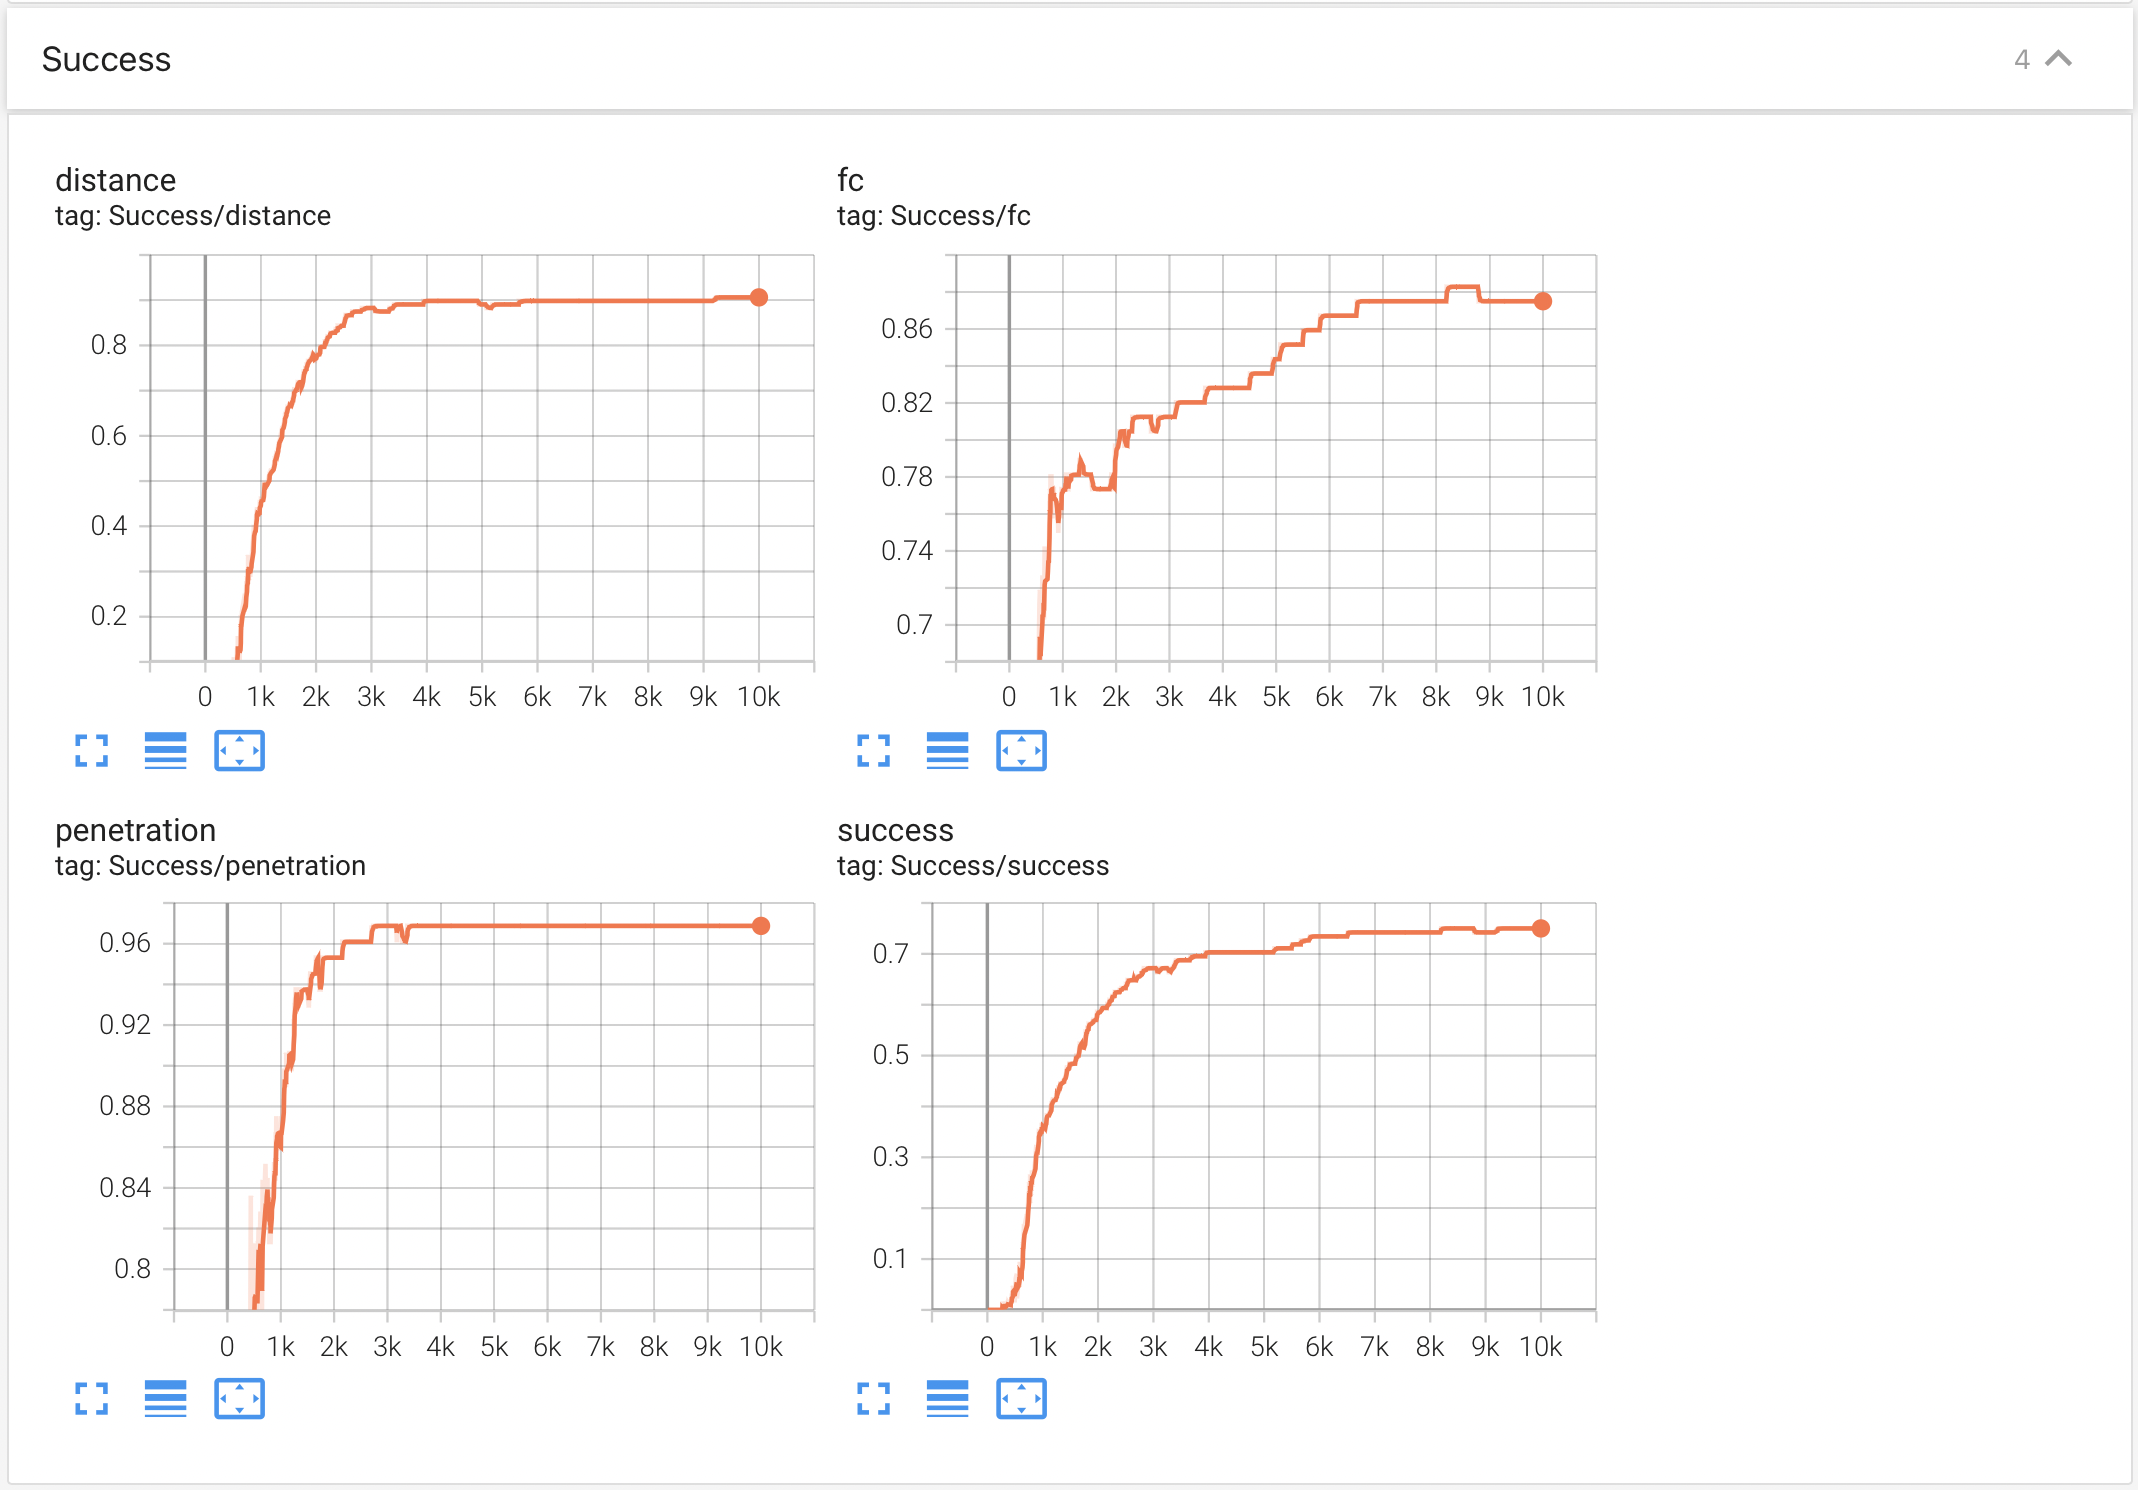 Success
4
distance
tag: Success/distance
0.8
0.6
0.4
0.2
0 1k 2k 3k 4k 5k 6k 7k 8k 9k 10k
fc
tag: Success/fc
0.86
0.82
0.78
0.74
0.7
0 1k 2k 3k 4k 5k 6k 7k 8k 9k 10k
penetration
tag: Success/penetration
0.96
0.92
0.88
0.84
0.8
0 1k 2k 3k 4k 5k 6k 7k 8k 9k 10k
success
tag: Success/success
0.7
0.5
0.3
0.1
0 1k 2k 3k 4k 5k 6k 7k 8k 9k 10k